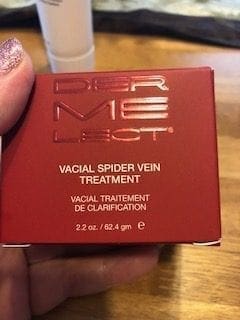 DER
ME
LECT®
VACIAL SPIDER VEIN
TREATMENT
VACIAL TRAITEMENT
DE CLARIFICATION
2.2 oz. / 62.4 gm ℮